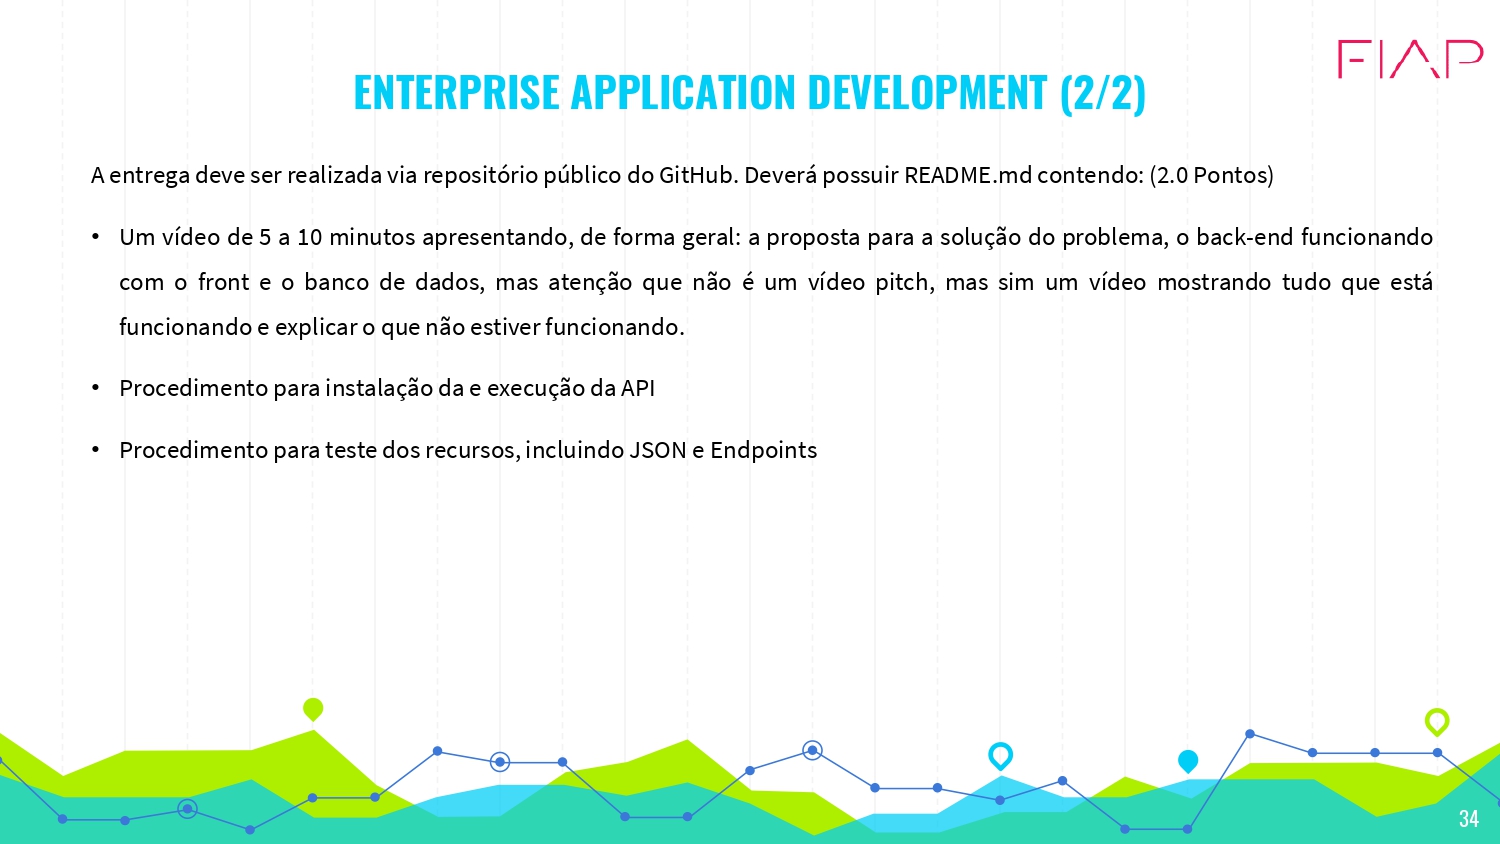 FIAP
ENTERPRISE APPLICATION DEVELOPMENT (2/2)
A entrega deve ser realizada via repositório público do GitHub. Deverá possuir README.md contendo: (2.0 Pontos)
• Um vídeo de 5 a 10 minutos apresentando, de forma geral: a proposta para a solução do problema, o back-end funcionando
com o front e o banco de dados, mas atenção que não é um vídeo pitch, mas sim um vídeo mostrando tudo que está
funcionando e explicar o que não estiver funcionando.
• Procedimento para instalação da e execução da API
• Procedimento para teste dos recursos, incluindo JSON e Endpoints
34